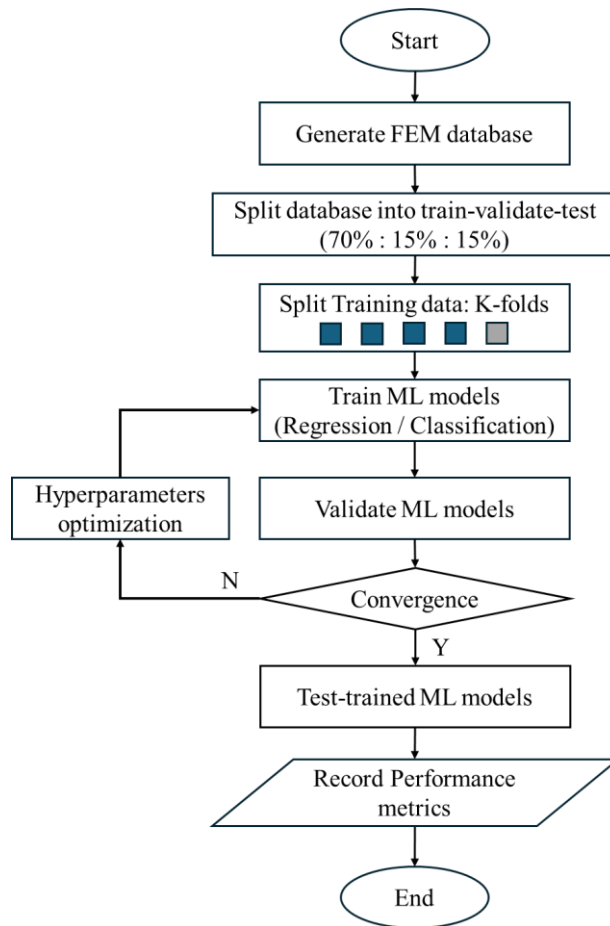 Start
Generate FEM database
Split database into train-validate-test
(70% : 15% : 15%)
Split Training data: K-folds
Train ML models
(Regression / Classification)
Hyperparameters
optimization
Validate ML models
N
Convergence
Y
Test-trained ML models
Record Performance
metrics
End